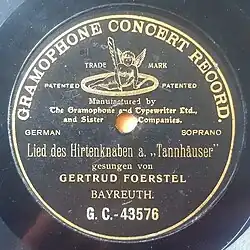 GRAMOPHONE CONCERT RECORD.
TRADE MARK
PATENTED PATENTED
Manufactured by
The Gramophone and Typewriter Ltd.,
and Sister Companies.
GERMAN SOPRANO
Lied des Hirtenknaben a. „Tannhäuser"
gesungen von
GERTRUD FOERSTEL
BAYREUTH.
G. C.-43576